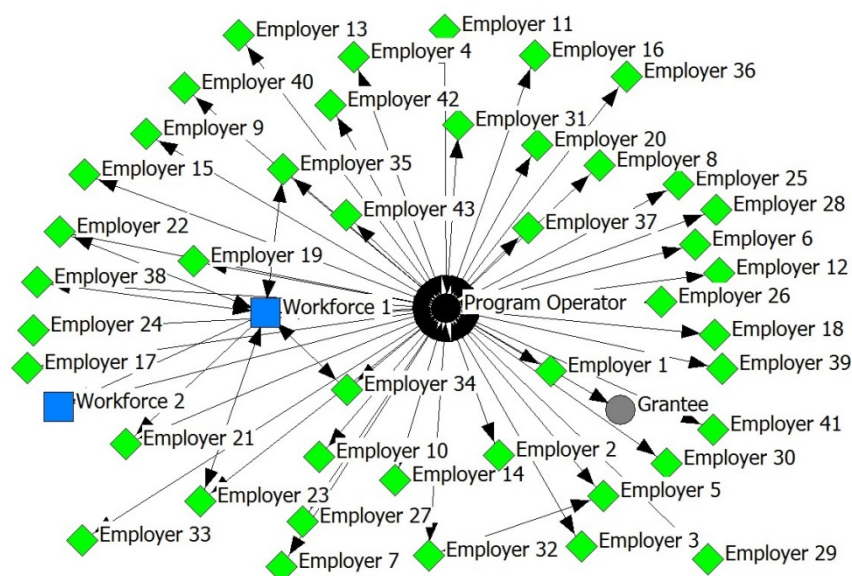 Employer 11
Employer 13
Employer 4
Employer 16
Employer 36
Employer 40
Employer 42
Employer 31
Employer 9
Employer 20
Employer 35
Employer 8
Employer 15
Employer 25
Employer 28
Employer 43
Employer 37
Employer 22
Employer 6
Employer 19
Employer 12
Employer 38
Employer 26
Workforce 1
Program Operator
Employer 24
Employer 18
Employer 17
Employer 39
Employer 1
Employer 34
Workforce 2
Grantee
Employer 41
Employer 21
Employer 10
Employer 2
Employer 30
Employer 14
Employer 5
Employer 23
Employer 27
Employer 33
Employer 32
Employer 3
Employer 7
Employer 29